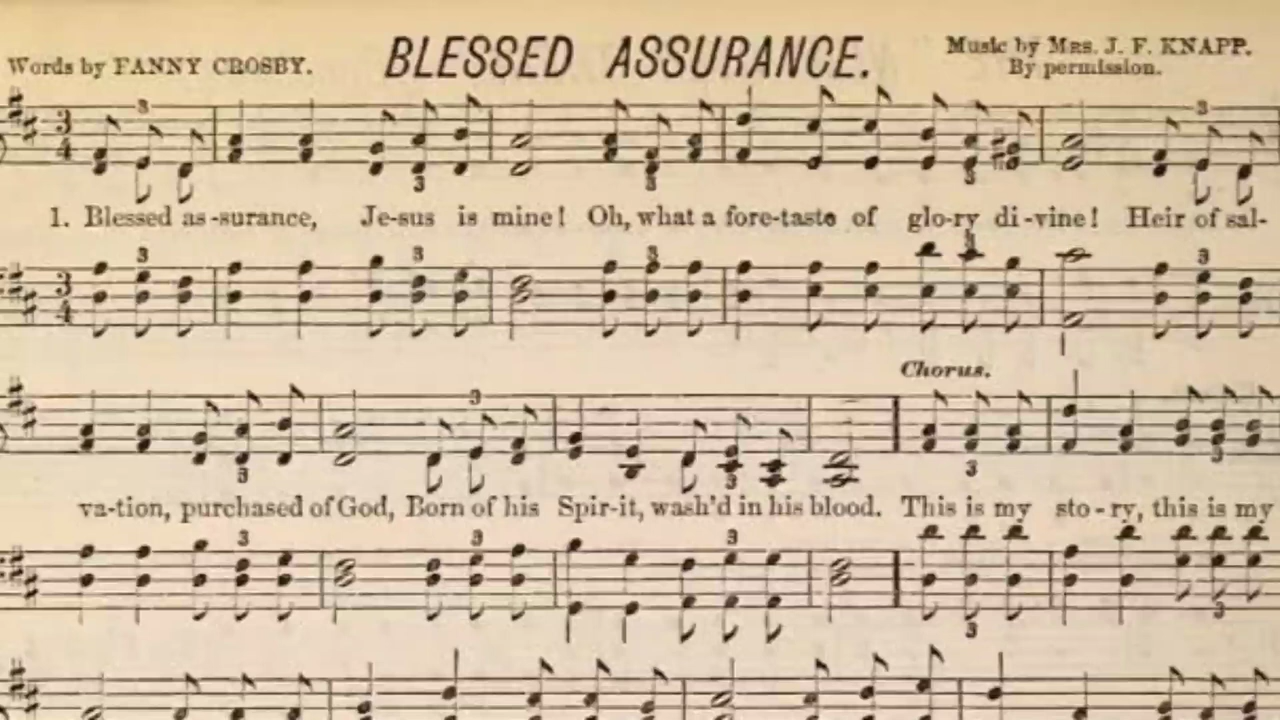 BLESSED ASSURANCE.
Words by FANNY CROSBY.
Music by MRS. J. F. KNAPP.
By permission.
1. Blessed as-surance, Je-sus is mine! Oh, what a fore-taste of glo-ry di-vine! Heir of sal-
Chorus.
va-tion, purchased of God, Born of his Spir-it, wash'd in his blood. This is my sto-ry, this is my